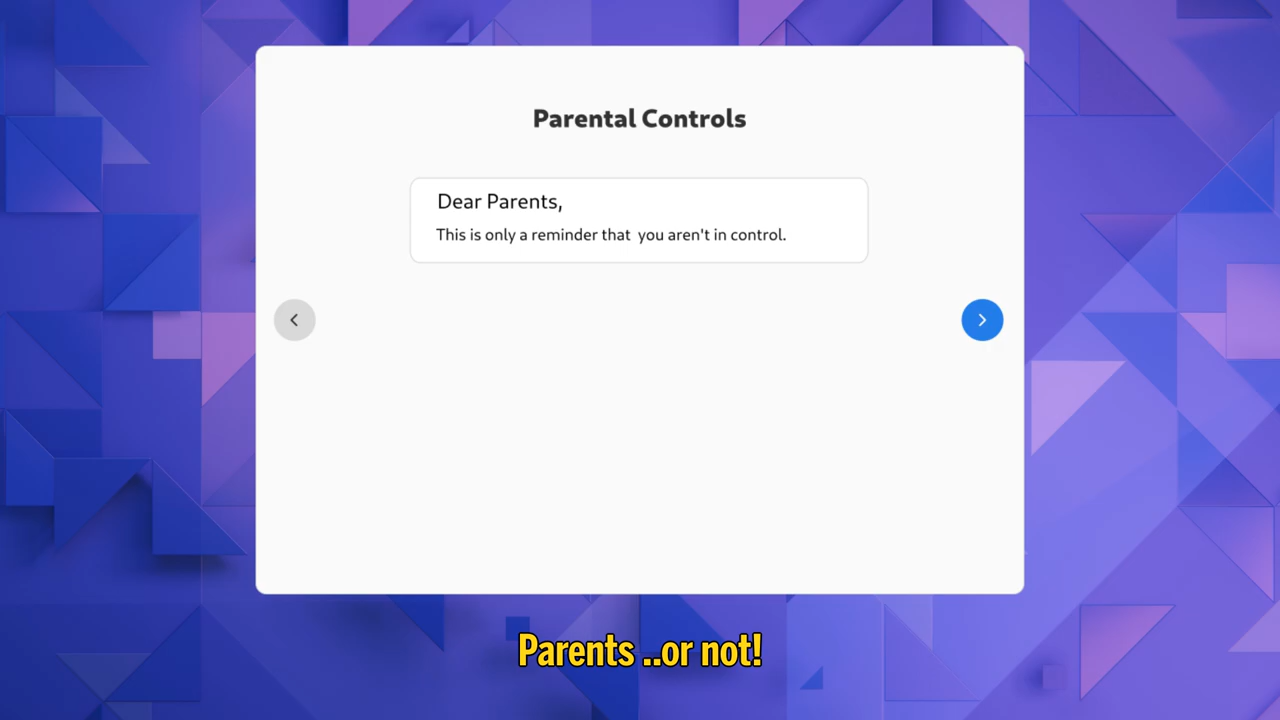 Parental Controls
Dear Parents,
This is only a reminder that you aren't in control.
Parents ..or not!